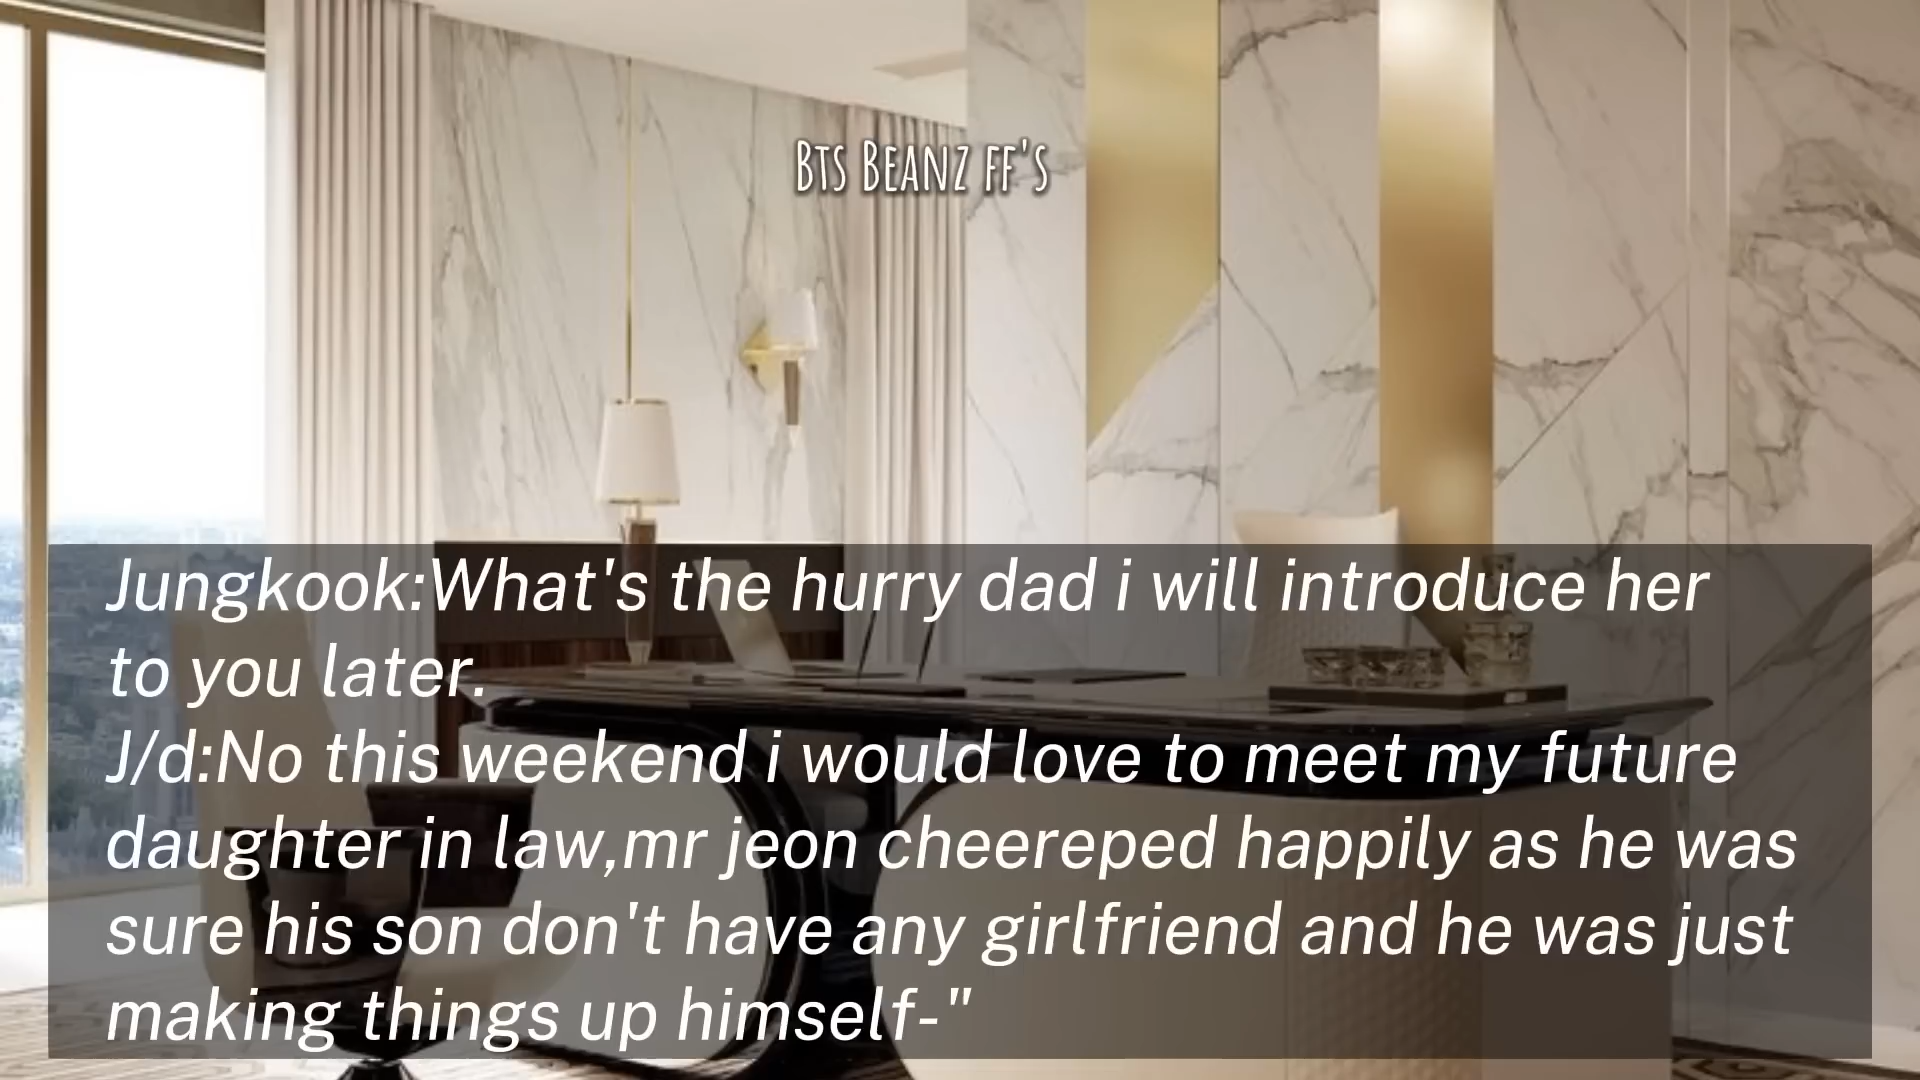 Bts Beanz ff's
Jungkook:What's the hurry dad i will introduce her
to you later.
J/d:No this weekend i would love to meet my future
daughter in law,mr jeon cheereped happily as he was
sure his son don't have any girlfriend and he was just
making things up himself-"